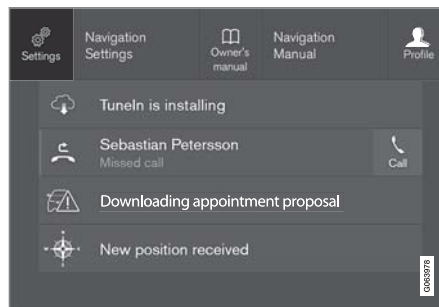 Settings
Navigation
Settings
Owner's
manual
Navigation
Manual
Profile
TuneIn is installing
Sebastian Petersson
Missed call
Call
Downloading appointment proposal
New position received
G063978